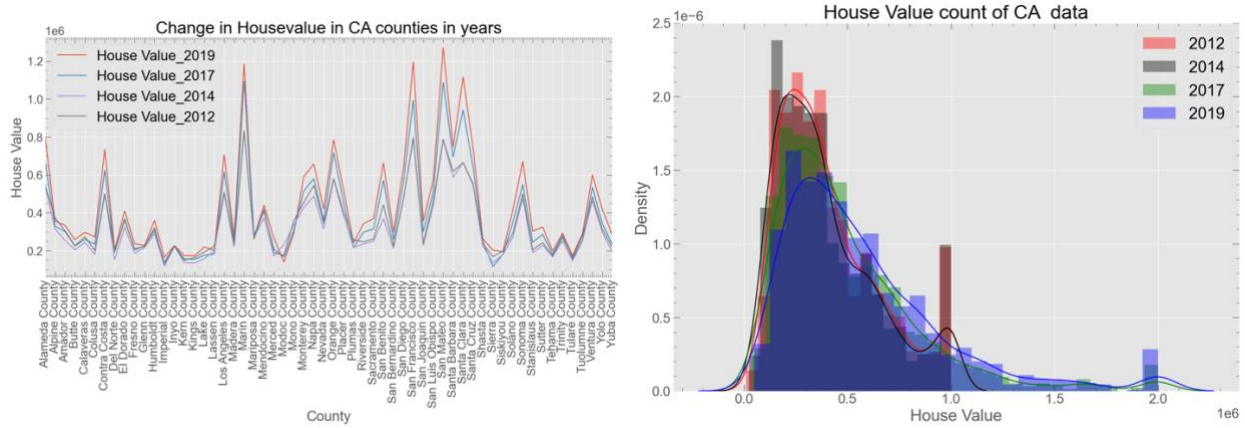 Change in Housevalue in CA counties in years
1e6
House Value_2019
House Value_2017
House Value_2014
House Value_2012
1.2
1.0
0.8
0.6
0.4
0.2
House Value
Alameda County
Alpine County
Amador County
Butte County
Calaveras County
Colusa County
Contra Costa County
Del Norte County
El Dorado County
Fresno County
Glenn County
Humboldt County
Imperial County
Inyo County
Kern County
Kings County
Lake County
Lassen County
Los Angeles County
Madera County
Marin County
Mariposa County
Mendocino County
Merced County
Modoc County
Mono County
Monterey County
Napa County
Nevada County
Orange County
Placer County
Plumas County
Riverside County
Sacramento County
San Benito County
San Bernardino County
San Diego County
San Francisco County
San Joaquin County
San Luis Obispo County
San Mateo County
Santa Barbara County
Santa Clara County
Santa Cruz County
Shasta County
Sierra County
Siskiyou County
Solano County
Sonoma County
Stanislaus County
Sutter County
Tehama County
Trinity County
Tulare County
Tuolumne County
Ventura County
Yolo County
Yuba County
County
House Value count of CA data
1e-6
2012
2014
2017
2019
2.5
2.0
1.5
1.0
0.5
0.0
Density
0.0
0.5
1.0
1.5
2.0
1e6
House Value